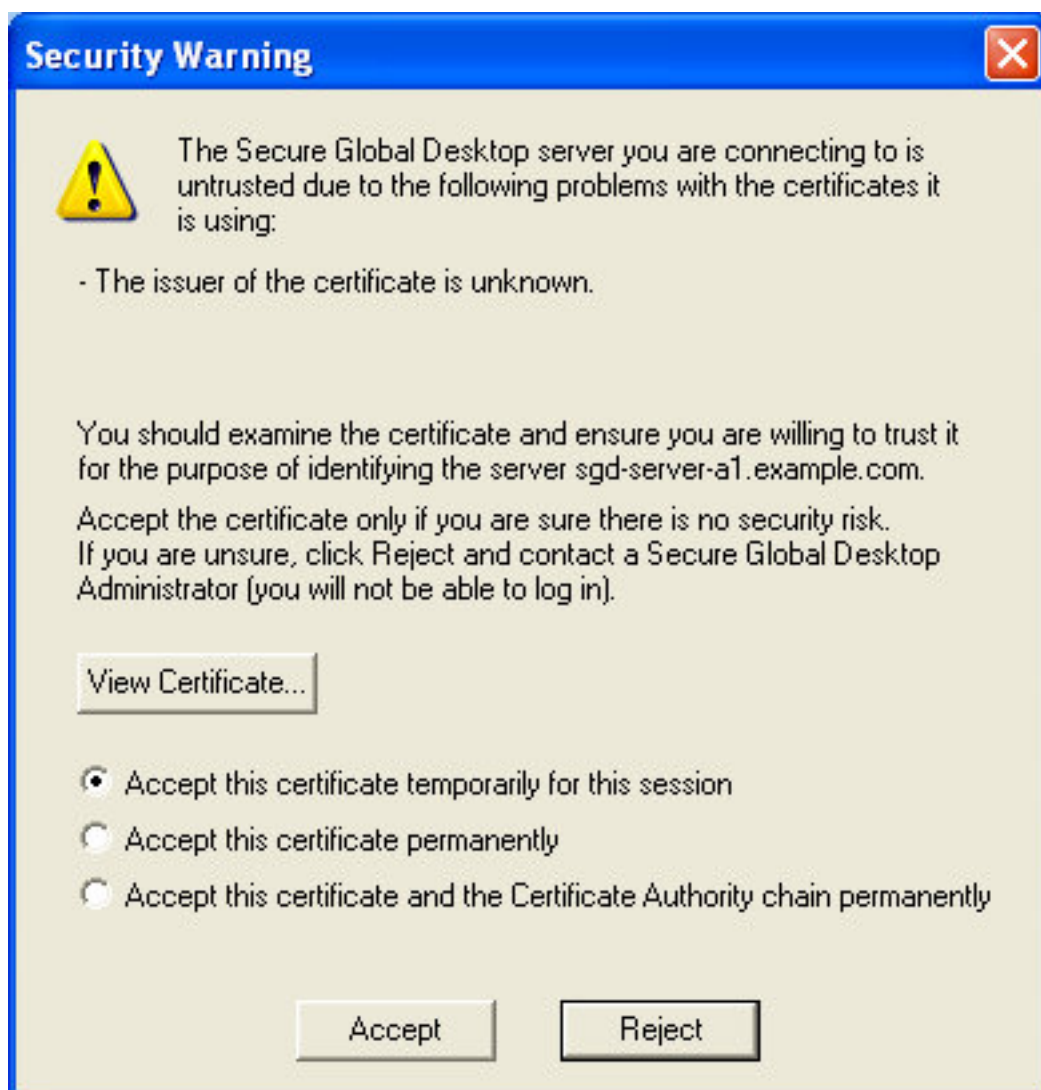 Security Warning
The Secure Global Desktop server you are connecting to is
untrusted due to the following problems with the certificates it
is using:
- The issuer of the certificate is unknown.
You should examine the certificate and ensure you are willing to trust it
for the purpose of identifying the server sgd-server-a1.example.com.
Accept the certificate only if you are sure there is no security risk.
If you are unsure, click Reject and contact a Secure Global Desktop
Administrator (you will not be able to log in).
View Certificate...
Accept this certificate temporarily for this session
Accept this certificate permanently
Accept this certificate and the Certificate Authority chain permanently
Accept
Reject